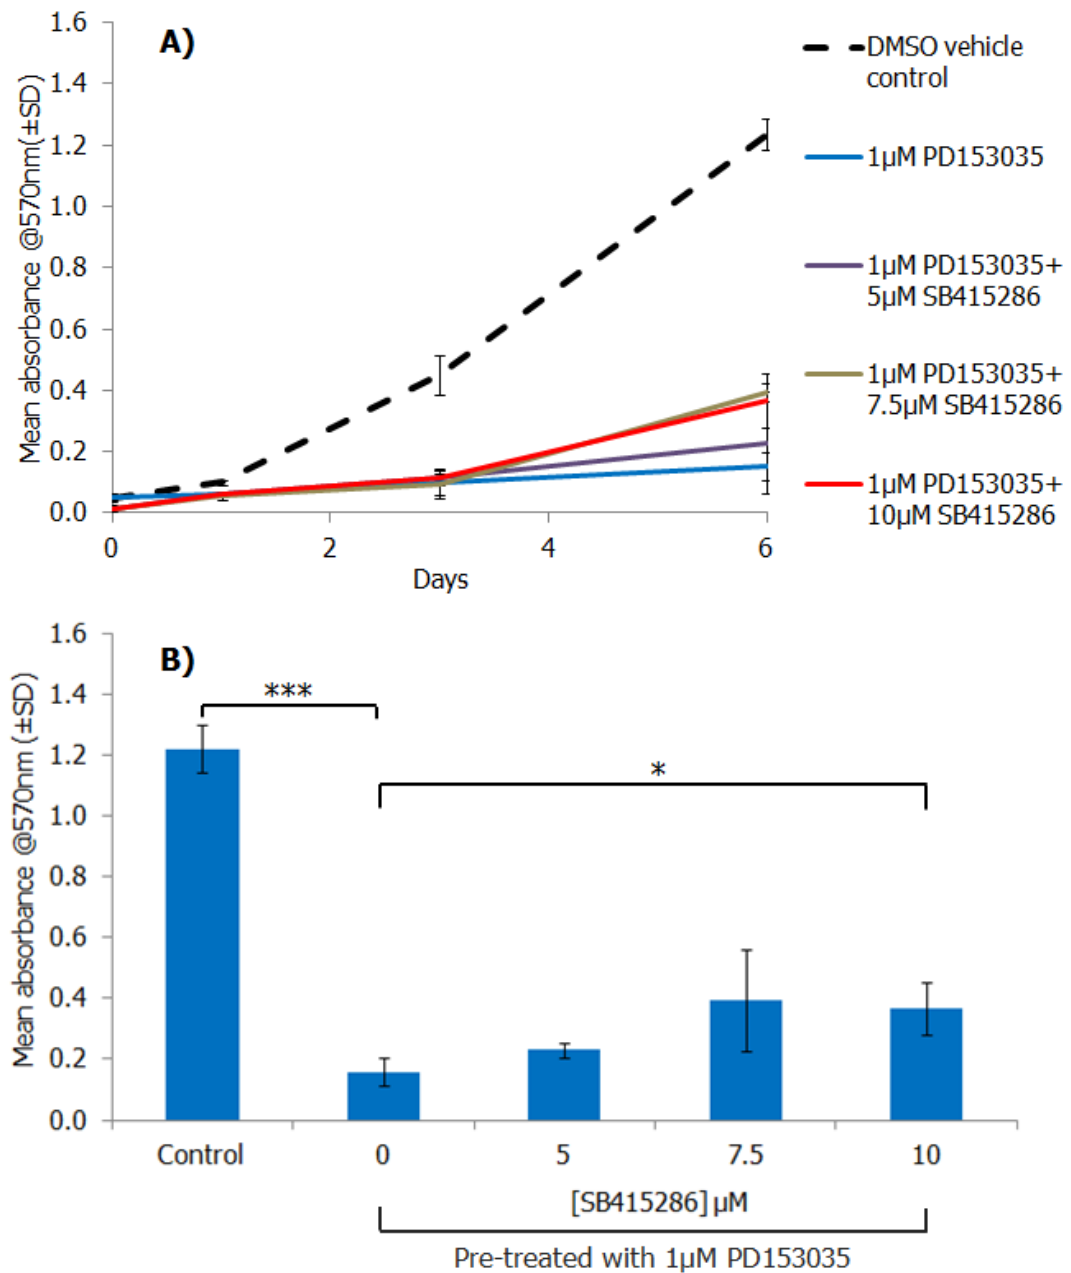 A)
Mean absorbance @570nm(±SD)
1.6
1.4
1.2
1.0
0.8
0.6
0.4
0.2
0.0
0
2
4
6
Days
DMSO vehicle
control
1µM PD153035
1µM PD153035+
5µM SB415286
1µM PD153035+
7.5µM SB415286
1µM PD153035+
10µM SB415286
B)
Mean absorbance @570nm (±SD)
1.6
1.4
1.2
1.0
0.8
0.6
0.4
0.2
0.0
***
*
Control
0
5
7.5
10
[SB415286] µM
Pre-treated with 1µM PD153035